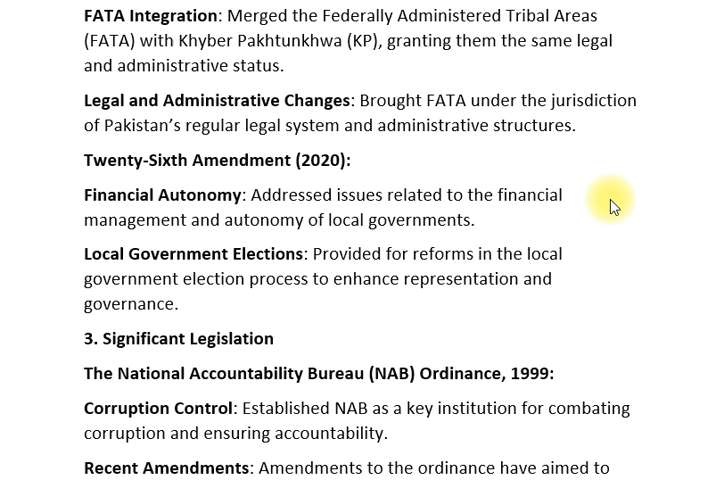 FATA Integration: Merged the Federally Administered Tribal Areas
(FATA) with Khyber Pakhtunkhwa (KP), granting them the same legal
and administrative status.
Legal and Administrative Changes: Brought FATA under the jurisdiction
of Pakistan’s regular legal system and administrative structures.
Twenty-Sixth Amendment (2020):
Financial Autonomy: Addressed issues related to the financial
management and autonomy of local governments.
Local Government Elections: Provided for reforms in the local
government election process to enhance representation and
governance.
3. Significant Legislation
The National Accountability Bureau (NAB) Ordinance, 1999:
Corruption Control: Established NAB as a key institution for combating
corruption and ensuring accountability.
Recent Amendments: Amendments to the ordinance have aimed to